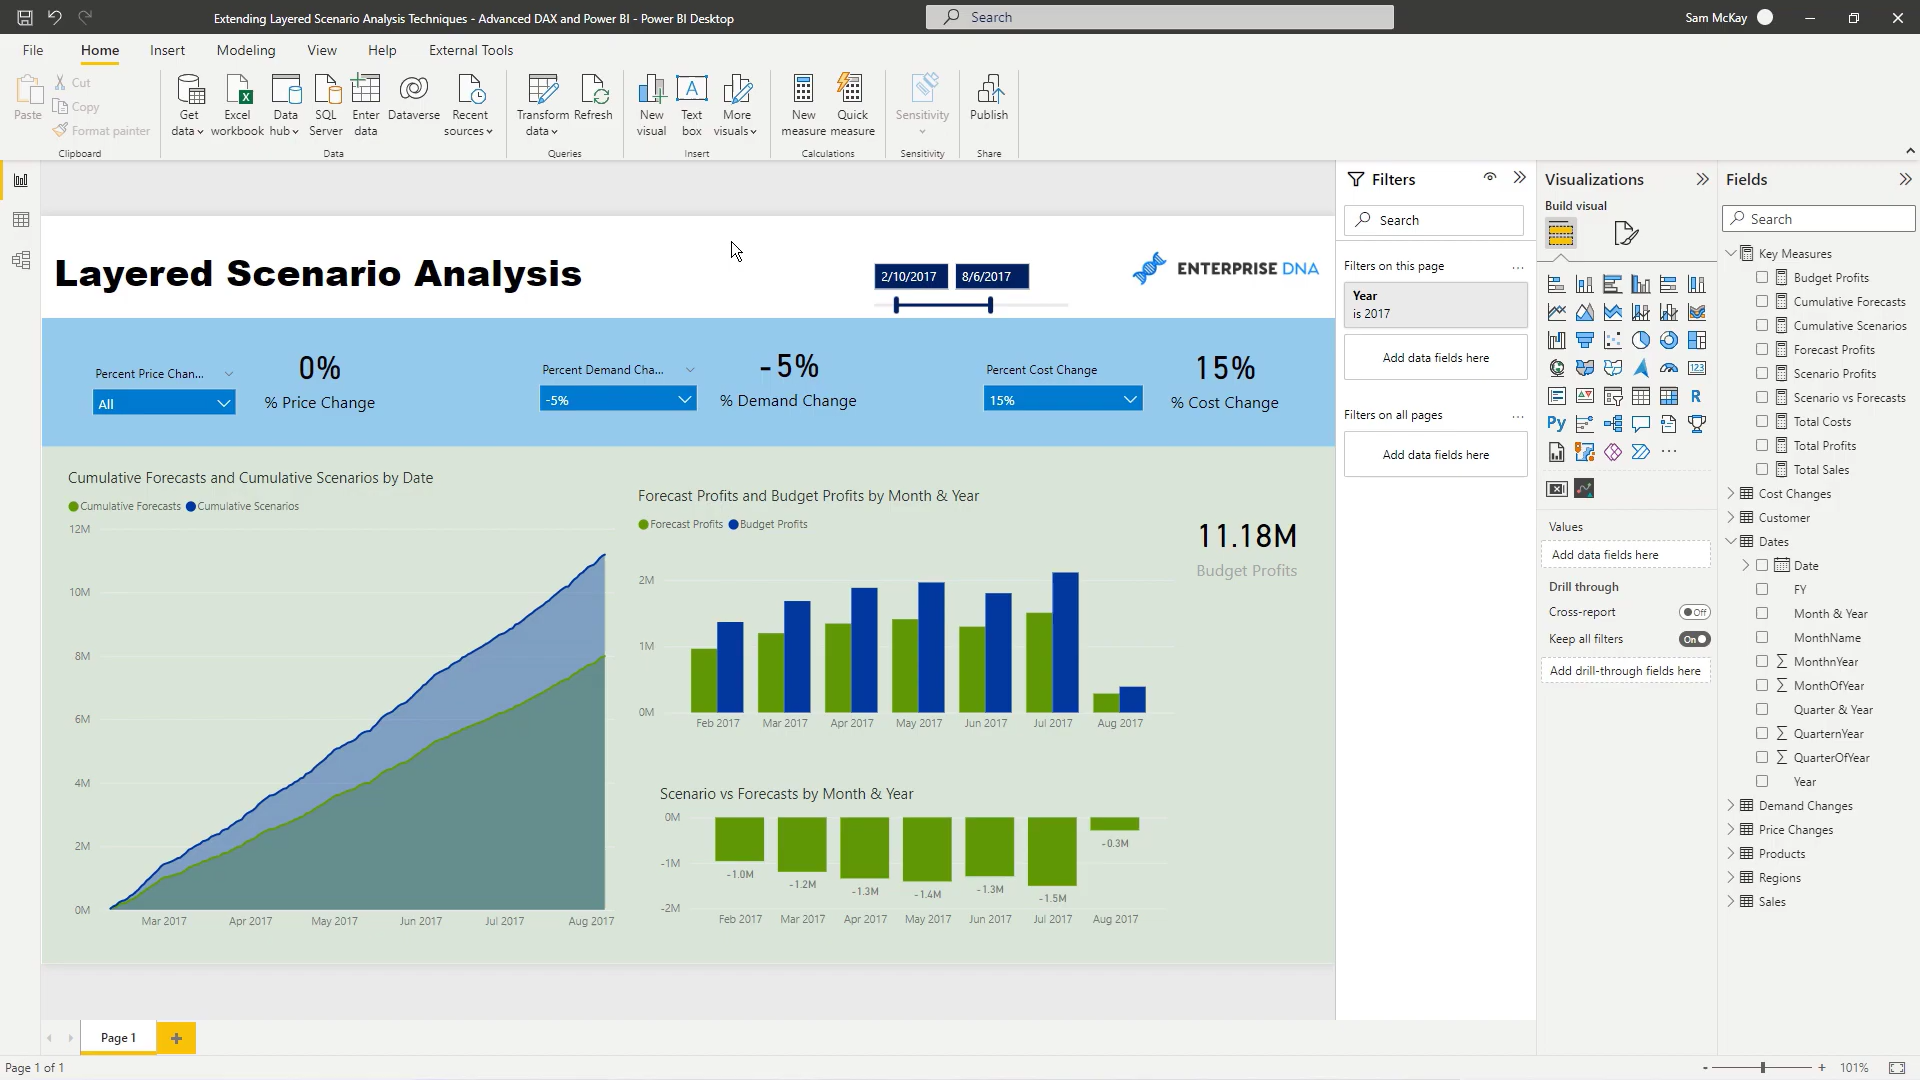 Extending Layered Scenario Analysis Techniques - Advanced DAX and Power BI - Power BI Desktop
Search
Sam McKay
File
Home
Insert
Modeling
View
Help
External Tools
Paste
Cut
Copy
Format painter
Clipboard
Get
data
Excel
workbook
Data
hub
SQL
Server
Enter
data
Dataverse
Recent
sources
Data
Transform
data
Refresh
Queries
New
visual
Text
box
More
visuals
Insert
New
measure
Quick
measure
Calculations
Sensitivity
Sensitivity
Publish
Share
Layered Scenario Analysis
2/10/2017
8/6/2017
ENTERPRISE DNA
Percent Price Chan...
All
0%
% Price Change
Percent Demand Cha...
-5%
-5%
% Demand Change
Percent Cost Change
15%
15%
% Cost Change
Cumulative Forecasts and Cumulative Scenarios by Date
Cumulative Forecasts
Cumulative Scenarios
12M
10M
8M
6M
4M
2M
0M
Mar 2017
Apr 2017
May 2017
Jun 2017
Jul 2017
Aug 2017
Forecast Profits and Budget Profits by Month & Year
Forecast Profits
Budget Profits
2M
1M
0M
Feb 2017
Mar 2017
Apr 2017
May 2017
Jun 2017
Jul 2017
Aug 2017
11.18M
Budget Profits
Scenario vs Forecasts by Month & Year
0M
-1M
-2M
-1.0M
-1.2M
-1.3M
-1.4M
-1.3M
-1.5M
-0.3M
Feb 2017
Mar 2017
Apr 2017
May 2017
Jun 2017
Jul 2017
Aug 2017
Page 1
Page 1 of 1
Filters
Search
Filters on this page
...
Year
is 2017
Add data fields here
Filters on all pages
...
Add data fields here
Visualizations
Build visual
123
R
Py
...
Values
Add data fields here
Drill through
Cross-report
Off
Keep all filters
On
Add drill-through fields here
Fields
Search
Key Measures
Budget Profits
Cumulative Forecasts
Cumulative Scenarios
Forecast Profits
Scenario Profits
Scenario vs Forecasts
Total Costs
Total Profits
Total Sales
Cost Changes
Customer
Dates
Date
FY
Month & Year
MonthName
MonthnYear
MonthOfYear
Quarter & Year
QuarternYear
QuarterOfYear
Year
Demand Changes
Price Changes
Products
Regions
Sales
101%